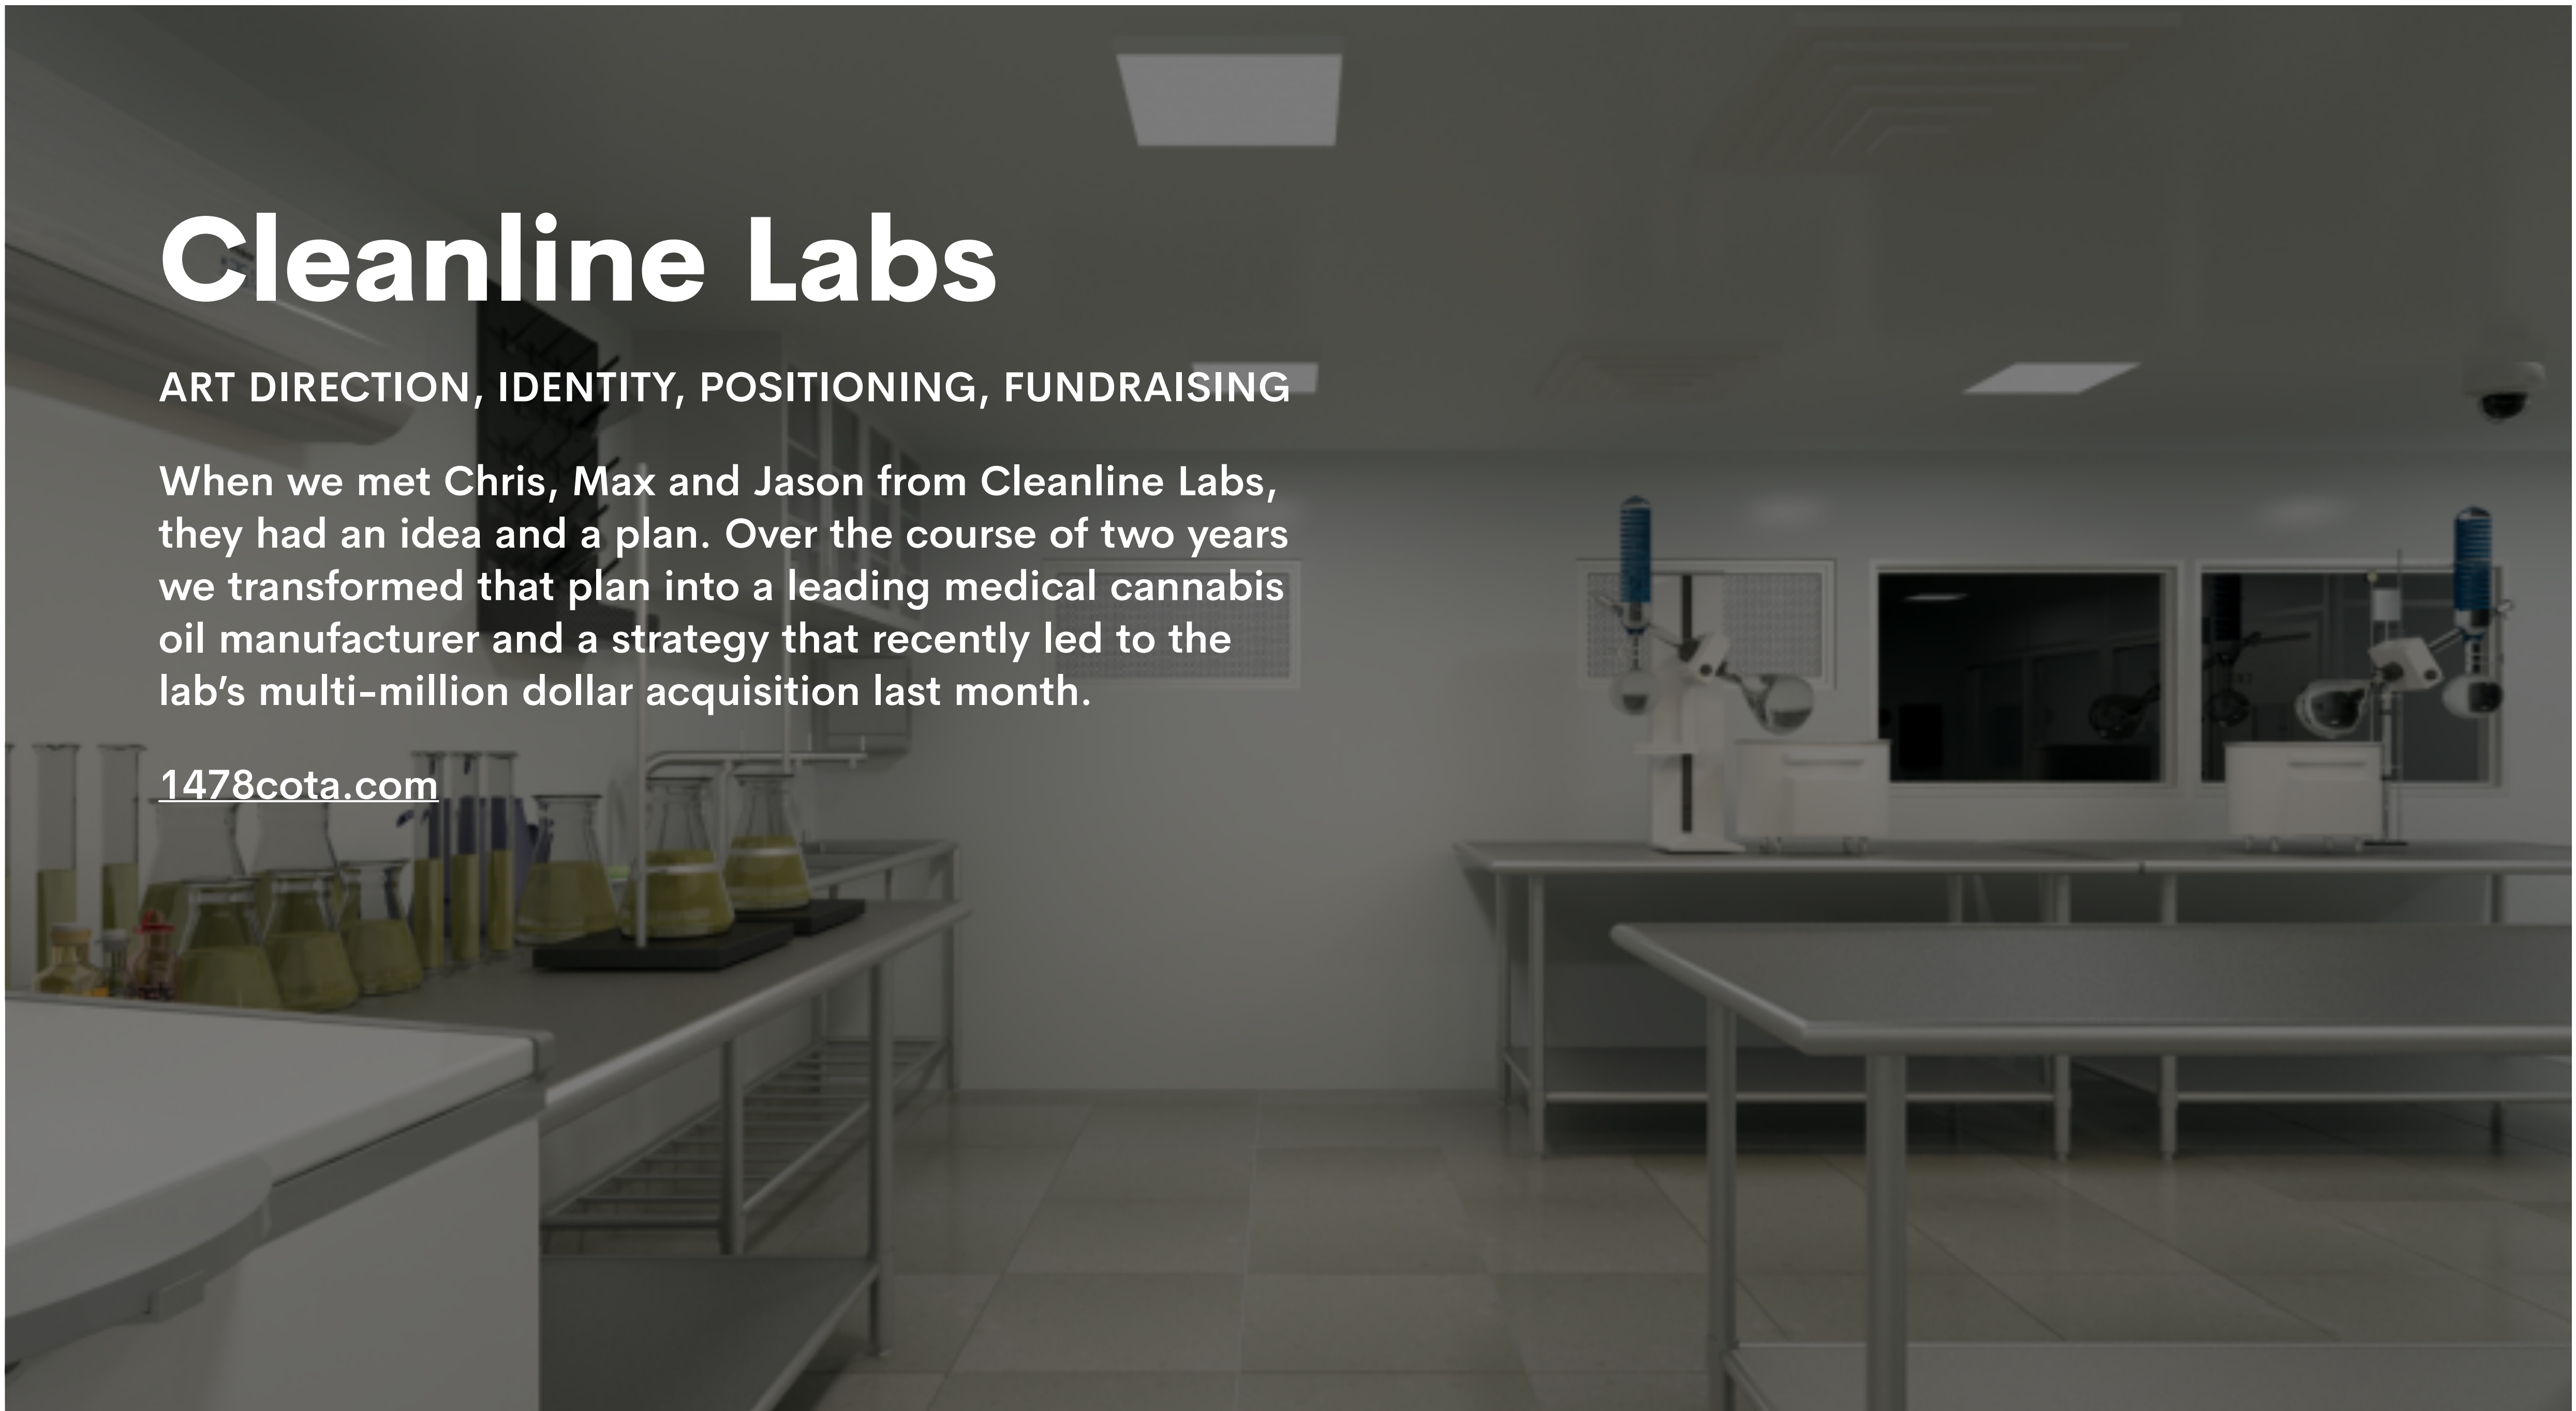 Cleanline Labs
ART DIRECTION, IDENTITY, POSITIONING, FUNDRAISING
When we met Chris, Max and Jason from Cleanline Labs,
they had an idea and a plan. Over the course of two years
we transformed that plan into a leading medical cannabis
oil manufacturer and a strategy that recently led to the
lab’s multi-million dollar acquisition last month.
1478cota.com